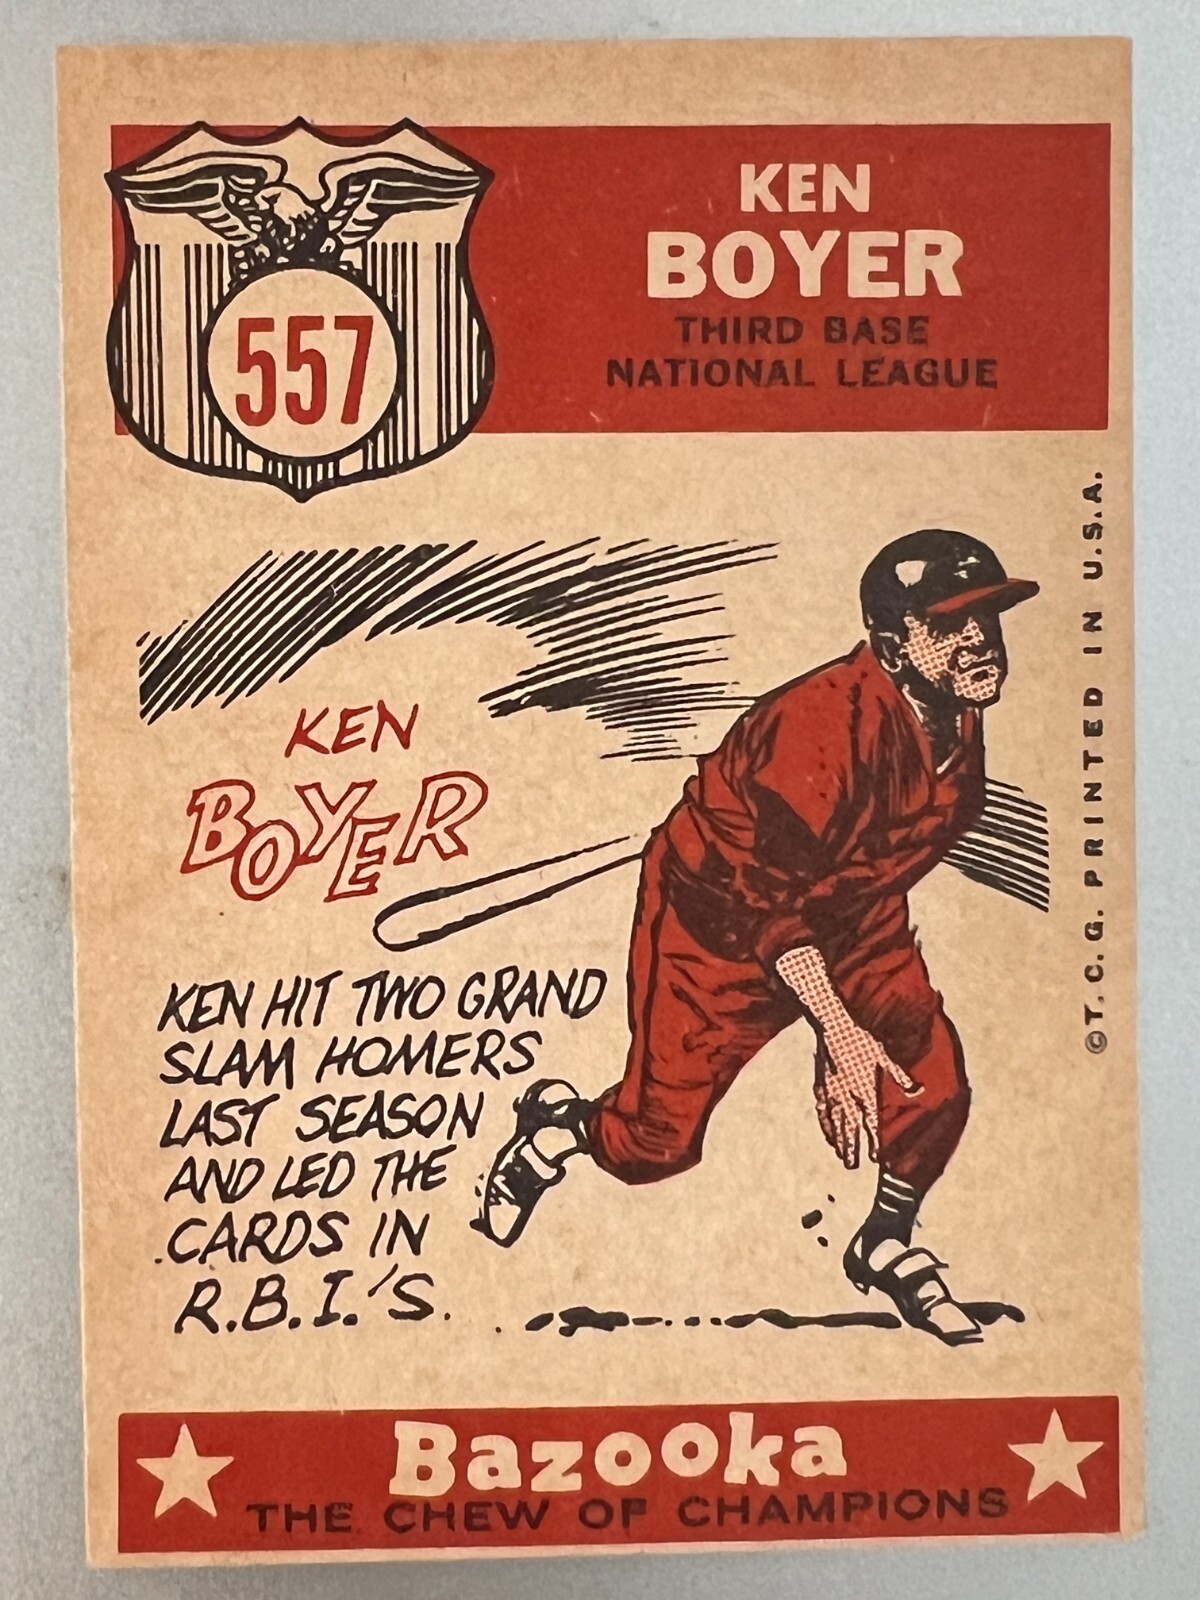 557
KEN
BOYER
THIRD BASE
NATIONAL LEAGUE
KEN
BOYER
KEN HIT TWO GRAND
SLAM HOMERS
LAST SEASON
AND LED THE
CARDS IN
R.B.I.'S.
©T.C.G. PRINTED IN U.S.A.
Bazooka
THE CHEW OF CHAMPIONS